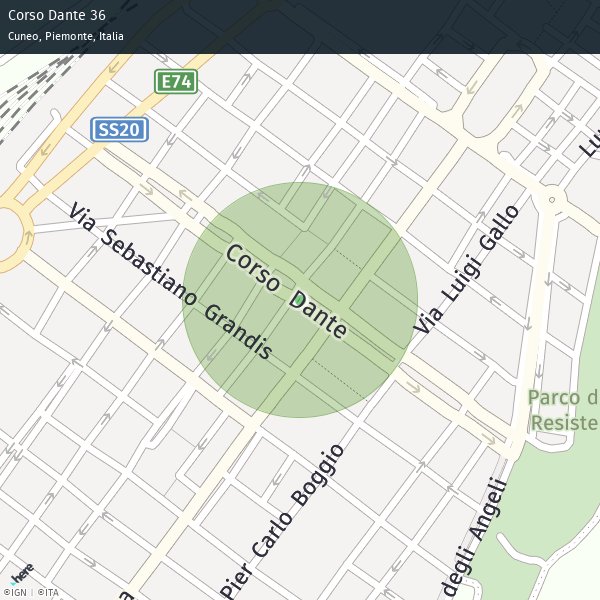 Corso Dante 36
Cuneo, Piemonte, Italia
E74
SS20
Via Sebastiano Grandis
Corso Dante
Via Luigi Gallo
Parco d
Resiste
Pier Carlo Boggio
degli Angeli
here
©IGN | ©ITA